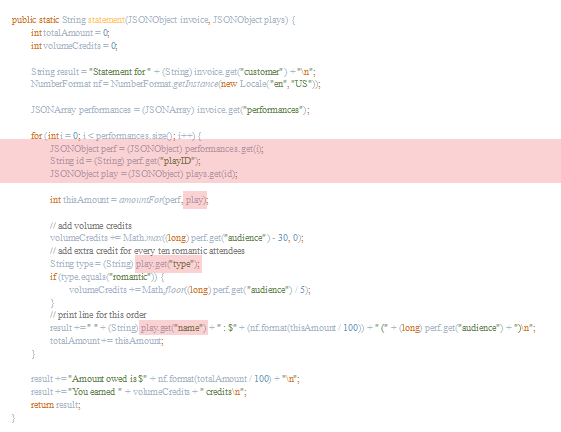 public static String statement(JSONObject invoice, JSONObject plays) {
int totalAmount = 0;
int volumeCredits = 0;
String result = "Statement for " + (String) invoice.get("customer") + "\n";
NumberFormat nf = NumberFormat.getInstance(new Locale("en", "US"));
JSONArray performances = (JSONArray) invoice.get("performances");
for (int i = 0; i < performances.size(); i++) {
JSONObject perf = (JSONObject) performances.get(i);
String id = (String) perf.get("playID");
JSONObject play = (JSONObject) plays.get(id);
int thisAmount = amountFor(perf, play);
// add volume credits
volumeCredits += Math.max((long) perf.get("audience") - 30, 0);
// add extra credit for every ten romantic attendees
String type = (String) play.get("type");
if (type.equals("romantic")) {
volumeCredits += Math.floor((long) perf.get("audience") / 5);
}
// print line for this order
result += " " + (String) play.get("name") + " : $" + (nf.format(thisAmount / 100)) + " (" + (long) perf.get("audience") + ")\n";
totalAmount += thisAmount;
}
result += "Amount owed is $" + nf.format(totalAmount / 100) + "\n";
result += "You earned " + volumeCredits + " credits\n";
return result;
}